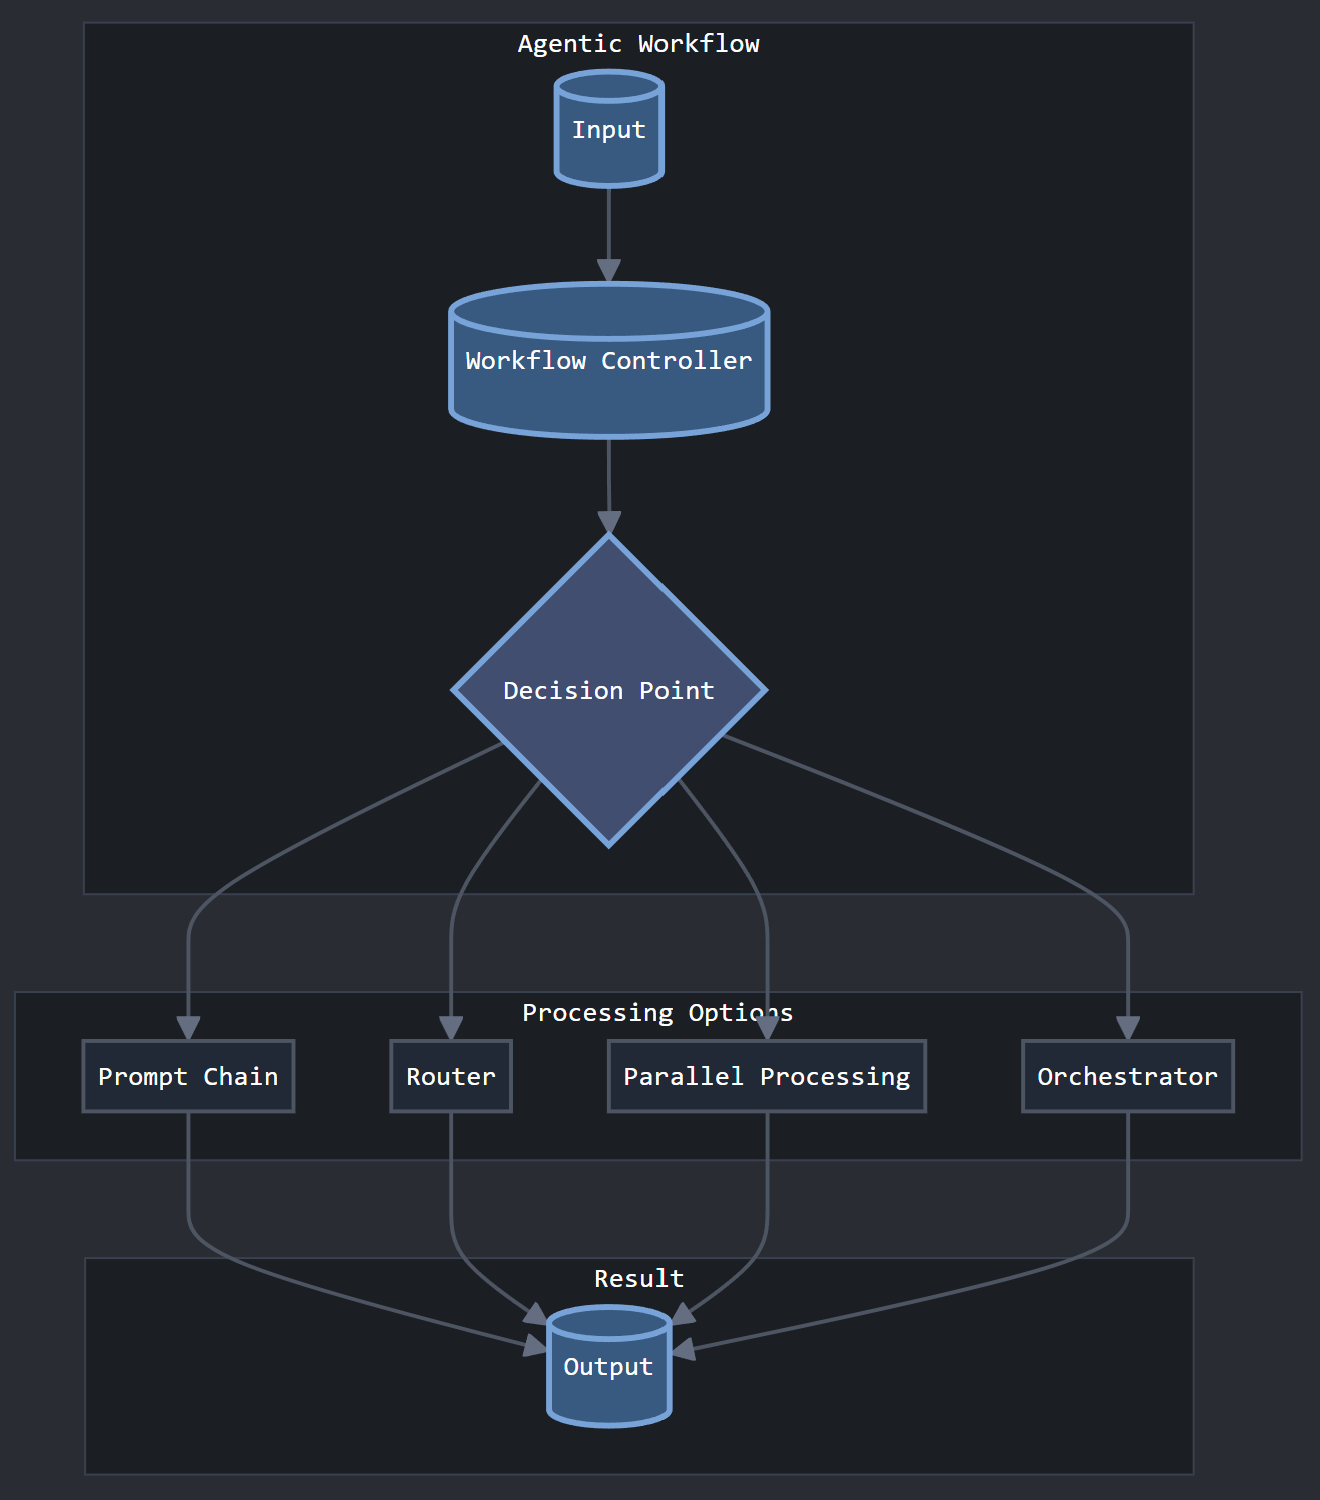 Agentic Workflow
Input
Workflow Controller
Decision Point
Processing Options
Prompt Chain
Router
Parallel Processing
Orchestrator
Result
Output